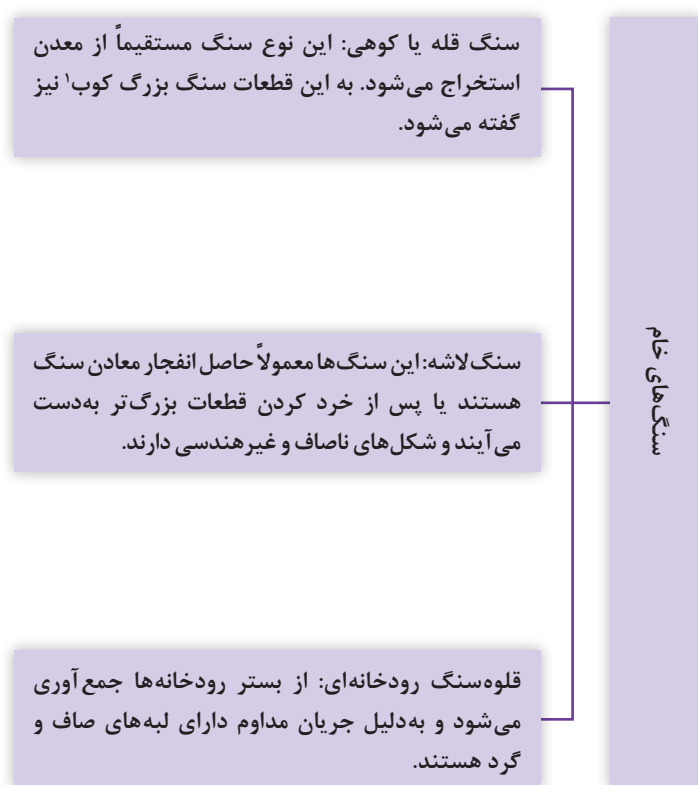 سنگ‌های خام
سنگ قله یا کوهی: این نوع سنگ مستقیماً از معدن
استخراج می‌شود. به این قطعات سنگ بزرگ کوب۱ نیز
گفته می‌شود.
سنگ‌لاشه: این سنگ‌ها معمولاً حاصل انفجار معادن سنگ
هستند یا پس از خرد کردن قطعات بزرگ‌تر به‌دست
می‌آیند و شکل‌های ناصاف و غیرهندسی دارند.
قلوه‌سنگ رودخانه‌ای: از بستر رودخانه‌ها جمع‌آوری
می‌شود و به‌دلیل جریان مداوم دارای لبه‌های صاف و
گرد هستند.